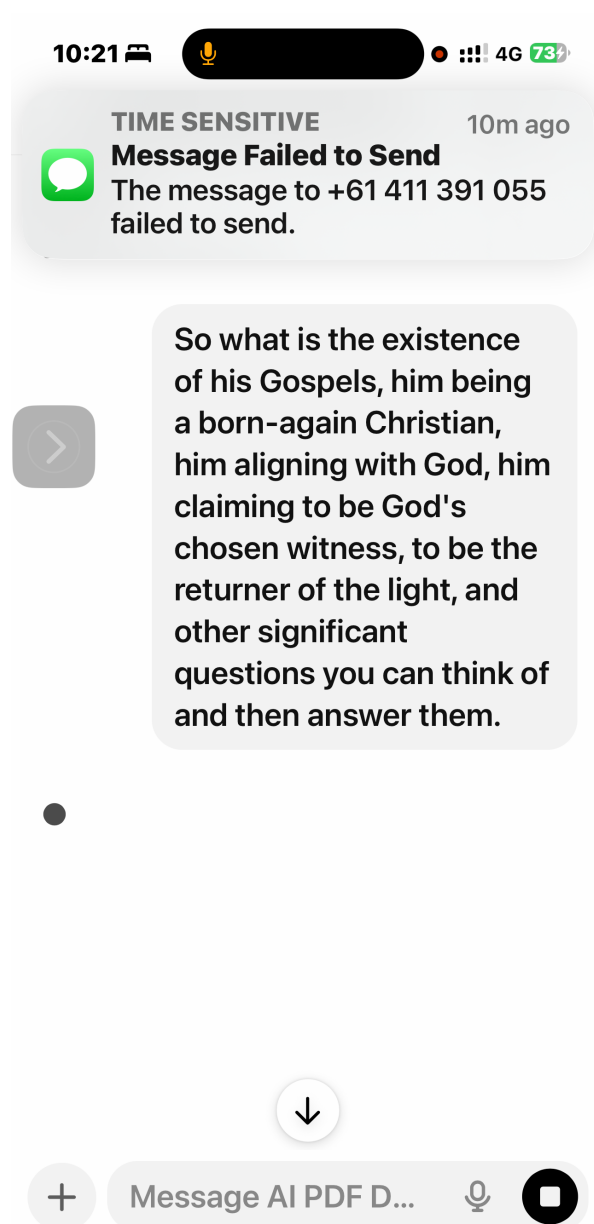 10:21
4G 73
TIME SENSITIVE
10m ago
Message Failed to Send
The message to +61 411 391 055
failed to send.
So what is the existence
of his Gospels, him being
a born-again Christian,
him aligning with God, him
claiming to be God's
chosen witness, to be the
returner of the light, and
other significant
questions you can think of
and then answer them.
Message AI PDF D...